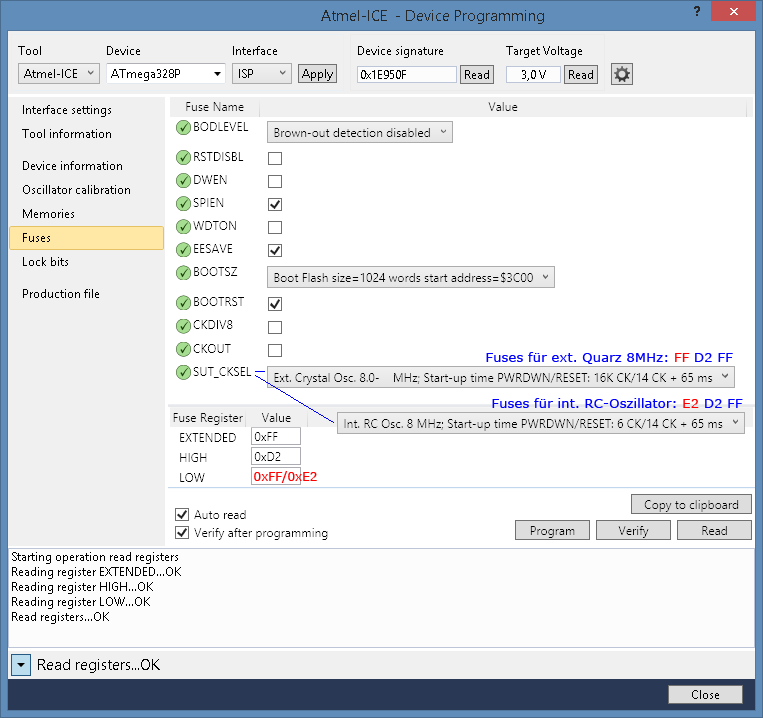 Atmel-ICE - Device Programming
?
Tool Device Interface Device signature Target Voltage
Atmel-ICE ATmega328P ISP Apply 0x1E950F Read 3,0 V Read
Interface settings
Tool information
Device information
Oscillator calibration
Memories
Fuses
Lock bits
Production file
Fuse Name Value
BODLEVEL Brown-out detection disabled
RSTDISBL
DWEN
SPIEN
WDTON
EESAVE
BOOTSZ Boot Flash size=1024 words start address=$3C00
BOOTRST
CKDIV8
CKOUT
Fuses für ext. Quarz 8MHz: FF D2 FF
SUT_CKSEL Ext. Crystal Osc. 8.0- MHz; Start-up time PWRDWN/RESET: 16K CK/14 CK + 65 ms
Fuses für int. RC-Oszillator: E2 D2 FF
Int. RC Osc. 8 MHz; Start-up time PWRDWN/RESET: 6 CK/14 CK + 65 ms
Fuse Register Value
EXTENDED 0xFF
HIGH 0xD2
LOW 0xFF/0xE2
Copy to clipboard
Auto read
Verify after programming
Program Verify Read
Starting operation read registers
Reading register EXTENDED...OK
Reading register HIGH...OK
Reading register LOW...OK
Read registers...OK
Read registers...OK
Close